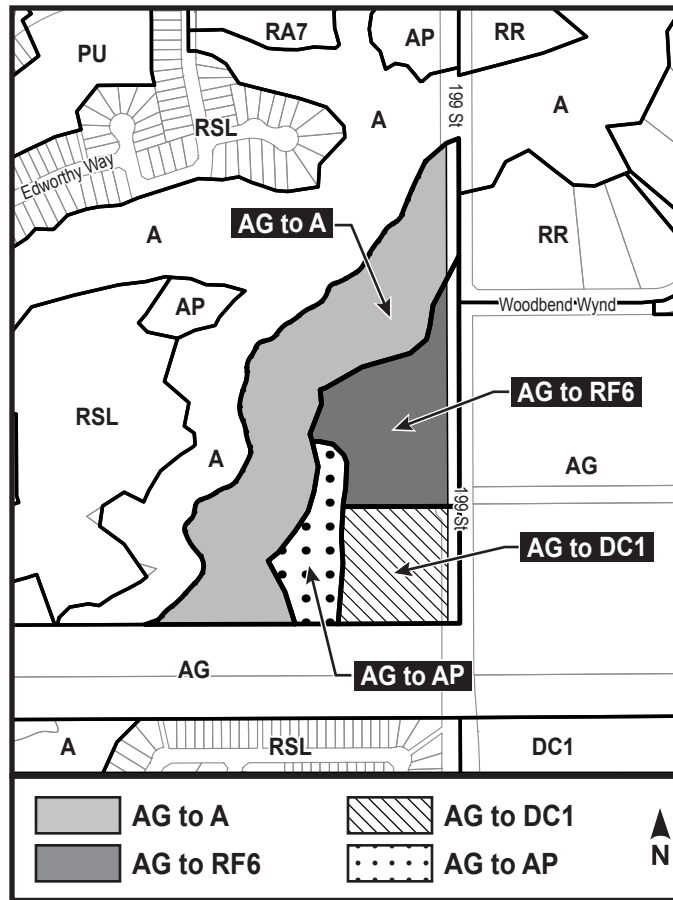 RA7
AP
RR
PU
199 St
A
A
RSL
Edworthy Way
AG to A
A
RR
AP
Woodbend Wynd
AG to RF6
RSL
A
AG
199 St
AG to DC1
AG
AG to AP
A
RSL
DC1
AG to A
AG to DC1
AG to RF6
AG to AP
N